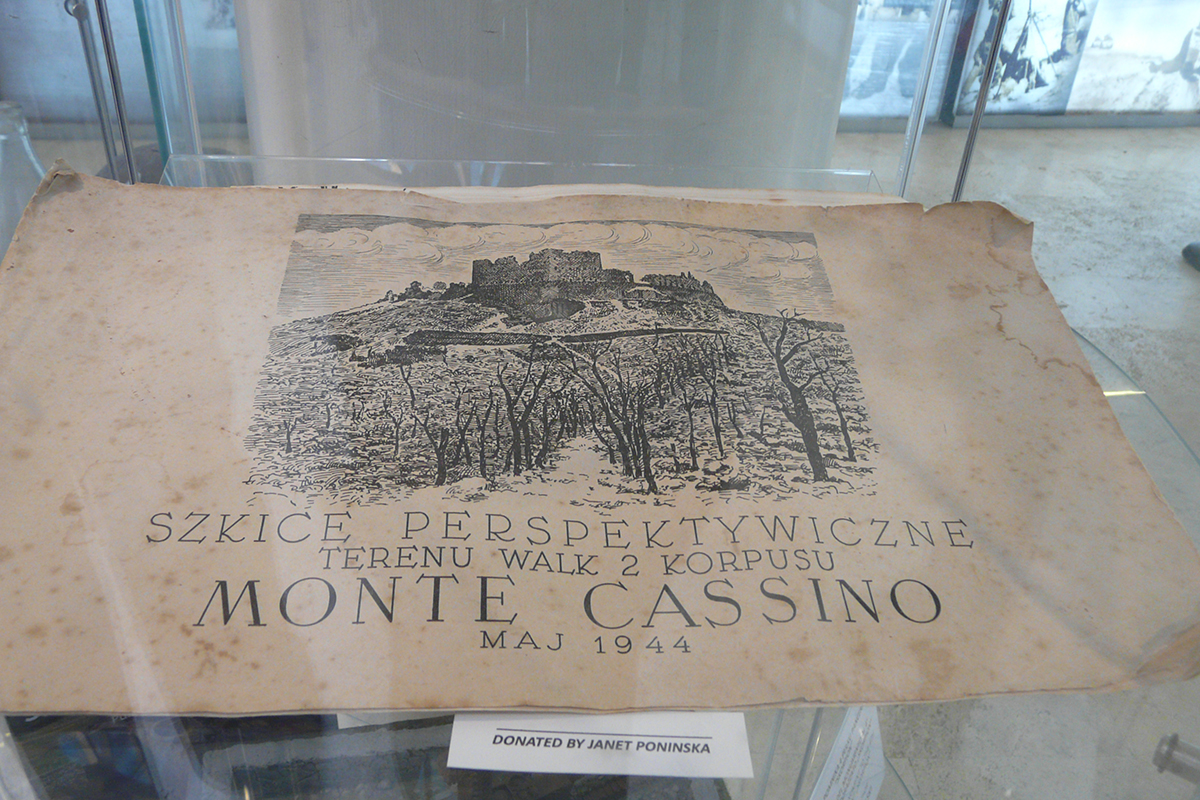 SZKICE PERSPEKTYWICZNE
TERENU WALK 2 KORPUSU
MONTE CASSINO
MAJ 1944
DONATED BY JANET PONINSKA